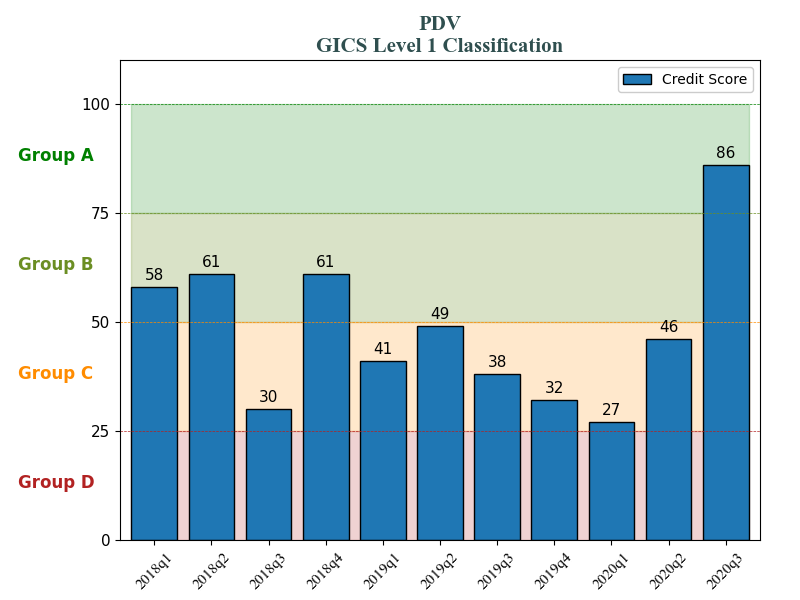 PDV
GICS Level 1 Classification
Credit Score
100
Group A
86
75
Group B
58
61
61
50
49
46
41
38
Group C
30
32
27
25
Group D
0
2018q1
2018q2
2018q3
2018q4
2019q1
2019q2
2019q3
2019q4
2020q1
2020q2
2020q3